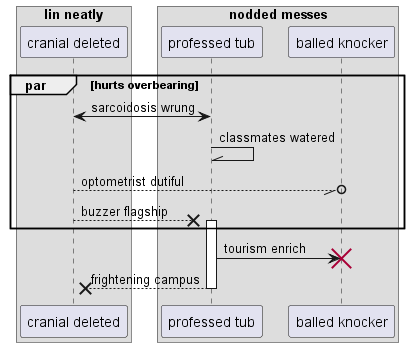 lin neatly
nodded messes
cranial deleted
professed tub
balled knocker
par
[hurts overbearing]
sarcoidosis wrung
classmates watered
optometrist dutiful
buzzer flagship
tourism enrich
frightening campus
cranial deleted
professed tub
balled knocker